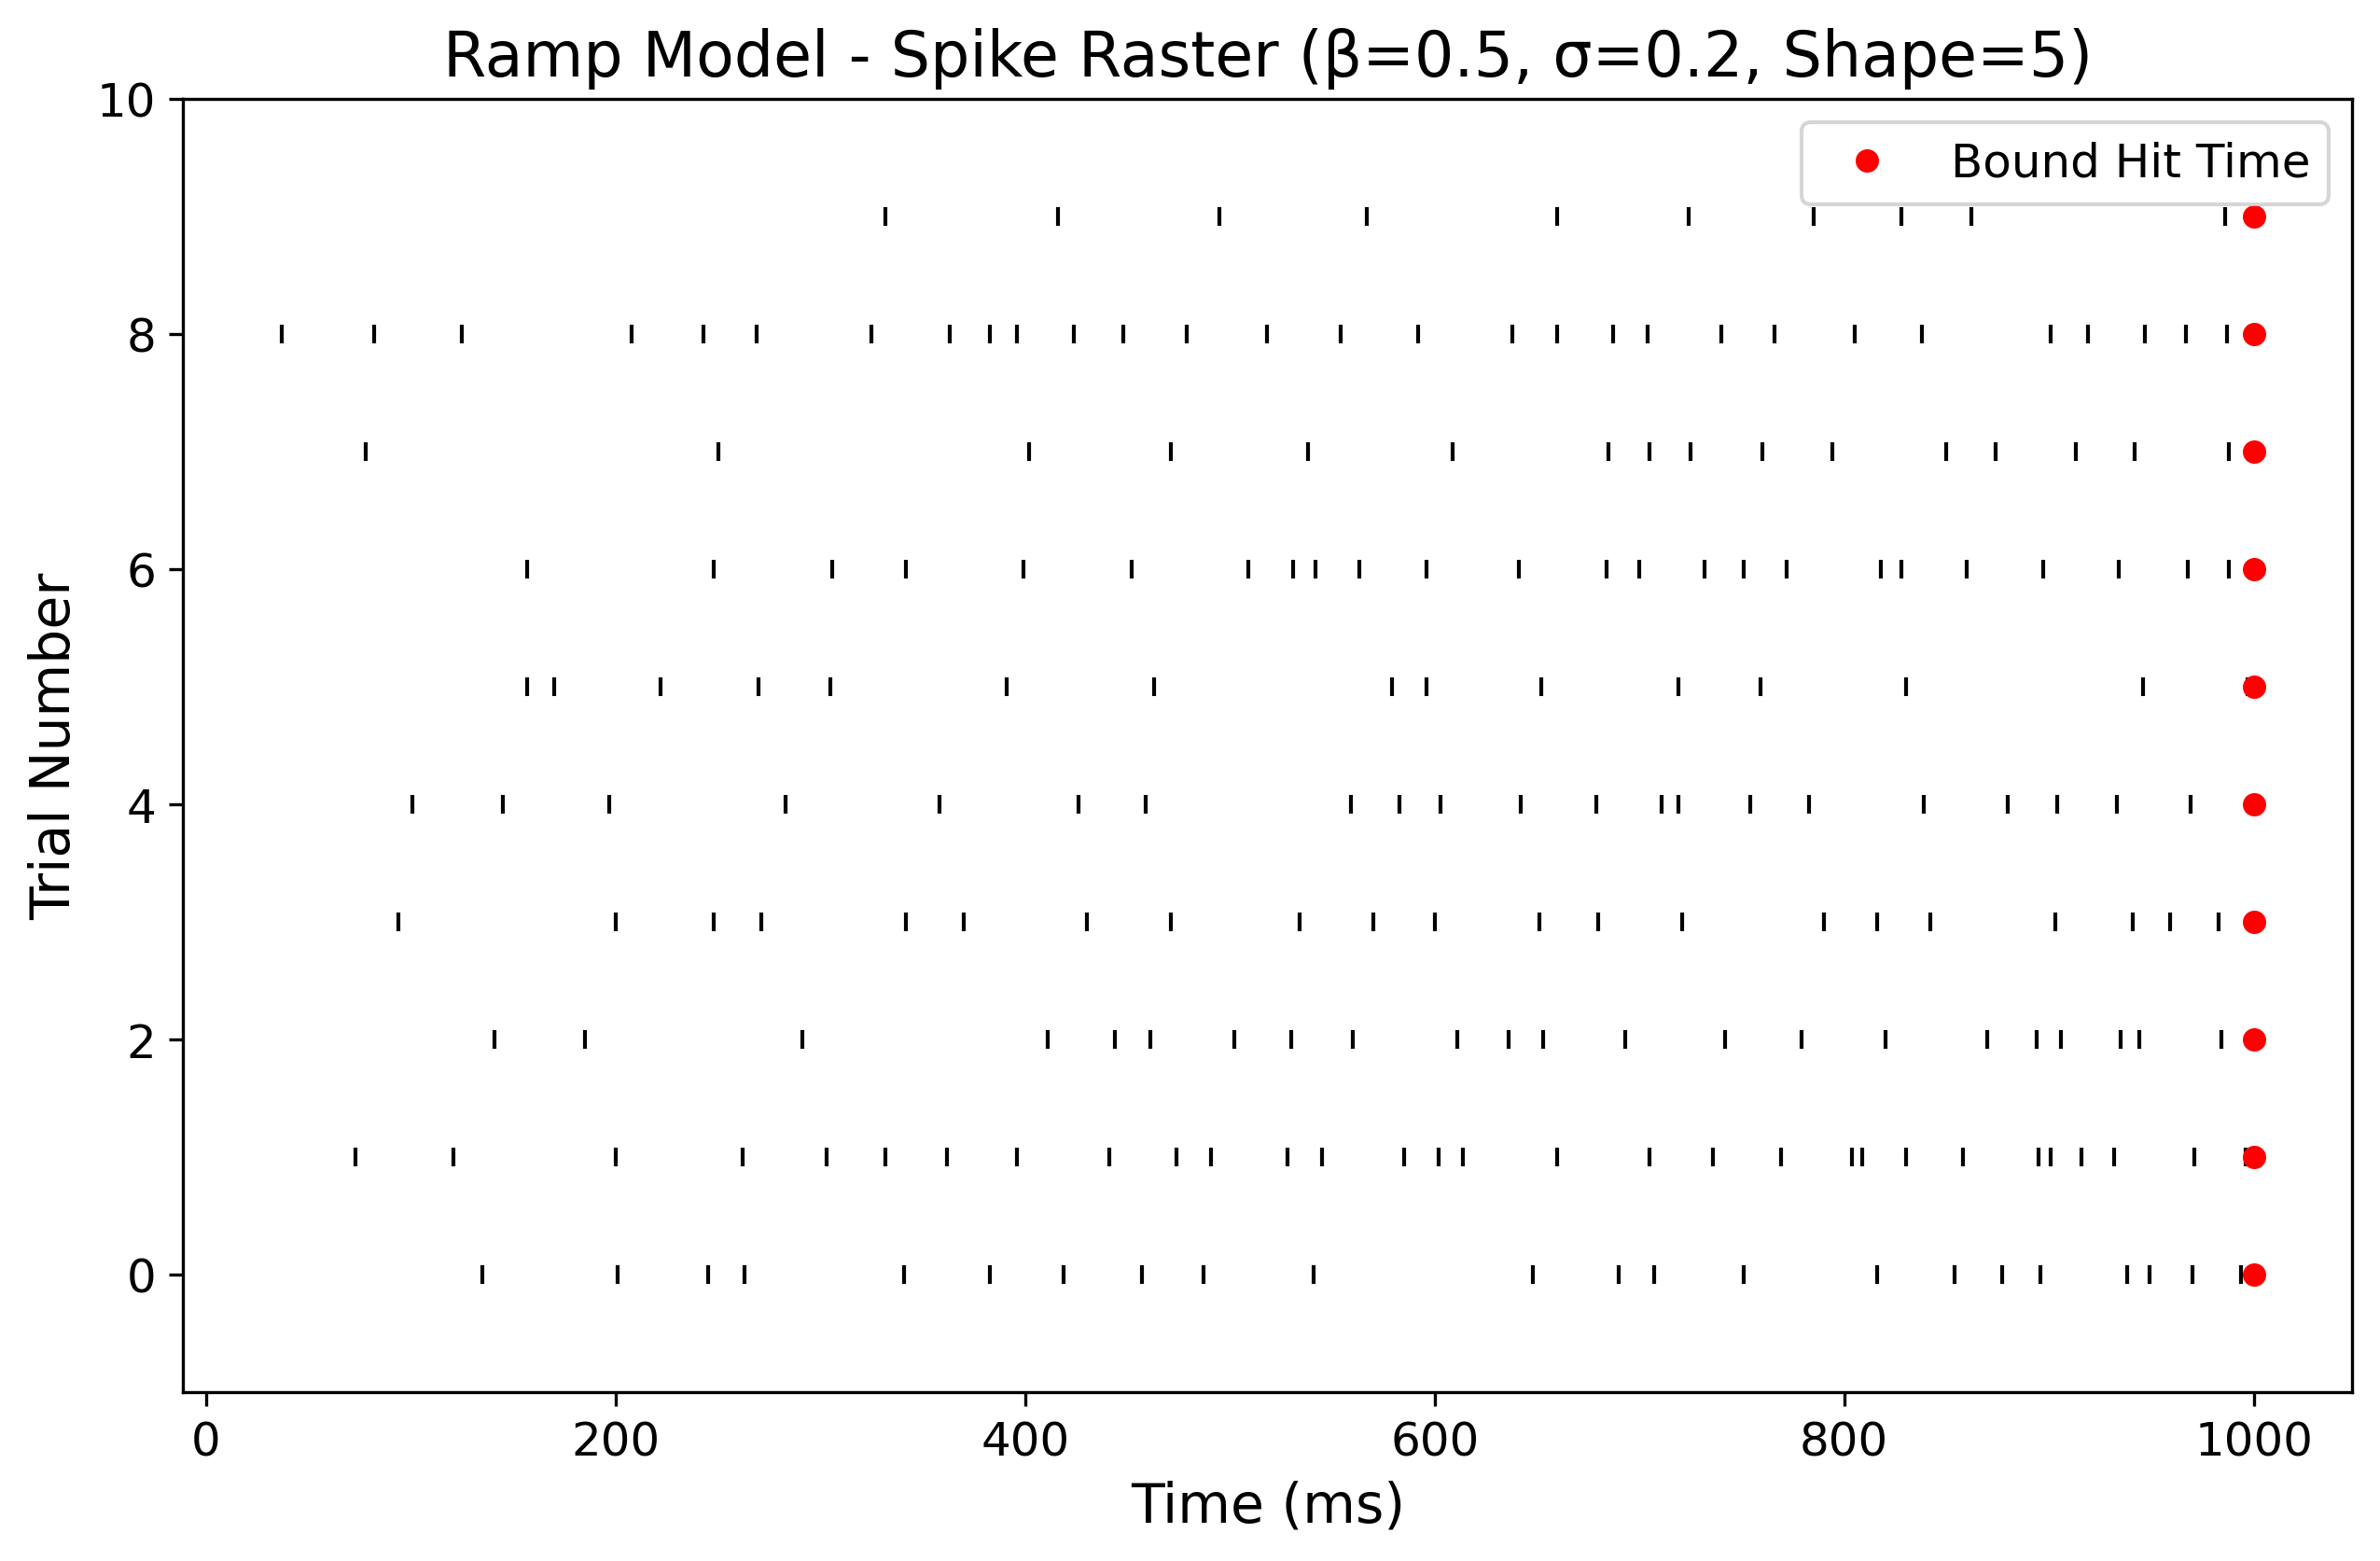 Ramp Model - Spike Raster (β=0.5, σ=0.2, Shape=5)
Bound Hit Time
Trial Number
10
8
6
4
2
0
0 200 400 600 800 1000
Time (ms)